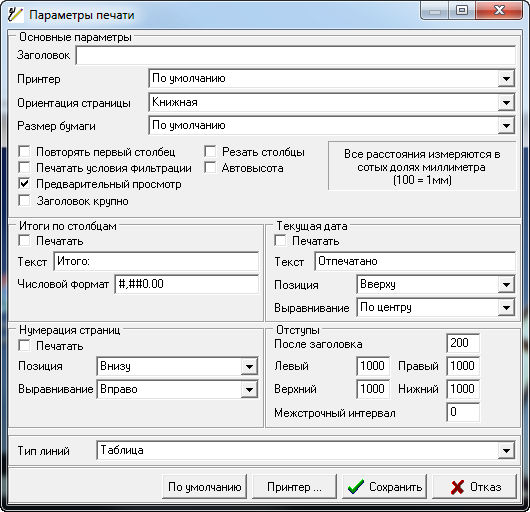 Параметры печати
Основные параметры
Заголовок
Принтер По умолчанию
Ориентация страницы Книжная
Размер бумаги По умолчанию
Повторять первый столбец
Резать столбцы
Печатать условия фильтрации
Автовысота
Предварительный просмотр
Заголовок крупно
Все расстояния измеряются в
сотых долях миллиметра
(100 = 1мм)
Итоги по столбцам
Печатать
Текст Итого:
Числовой формат #,##0.00
Текущая дата
Печатать
Текст Отпечатано
Позиция Вверху
Выравнивание По центру
Нумерация страниц
Печатать
Позиция Внизу
Выравнивание Вправо
Отступы
После заголовка 200
Левый 1000 Правый 1000
Верхний 1000 Нижний 1000
Межстрочный интервал 0
Тип линий Таблица
По умолчанию Принтер ... Сохранить Отказ